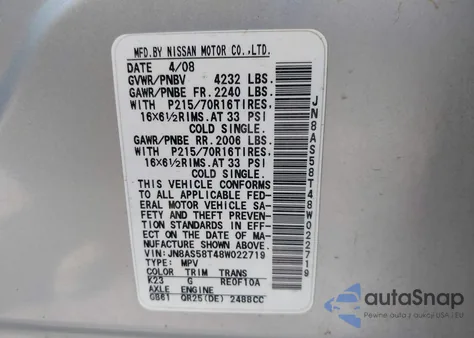 MFD.BY NISSAN MOTOR CO.,LTD.
DATE 4/08
GVWR/PNBV 4232 LBS.
GAWR/PNBE FR. 2240 LBS.
WITH P215/70R16TIRES.
16X6½RIMS.AT 33 PSI
COLD SINGLE.
GAWR/PNBE RR. 2006 LBS.
WITH P215/70R16TIRES.
16X6½RIMS.AT 33 PSI
COLD SINGLE.
THIS VEHICLE CONFORMS
TO ALL APPLICABLE FED-
ERAL MOTOR VEHICLE SA-
FETY AND THEFT PREVEN-
TION STANDARDS IN EFF-
ECT ON THE DATE OF MA-
NUFACTURE SHOWN ABOVE.
VIN:JN8AS58T48W022719
TYPE: MPV
COLOR TRIM TRANS
K23 G RE0F10A
AXLE ENGINE
GB61 QR25(DE) 2488CC
JN8AS58T48W022719
autoSnap